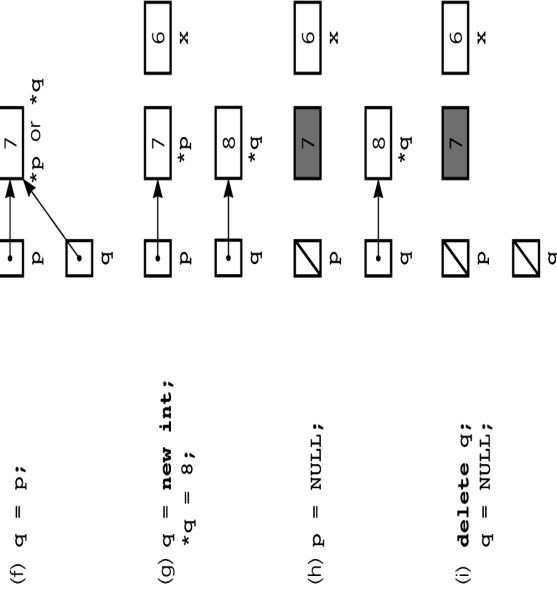 (f) q = p;
7
*p or *q
p
q
(g) q = new int;
*q = 8;
7
6
p
*p
x
8
q
*q
(h) p = NULL;
7
6
p
x
8
q
*q
(i) delete q;
q = NULL;
7
6
p
x
q